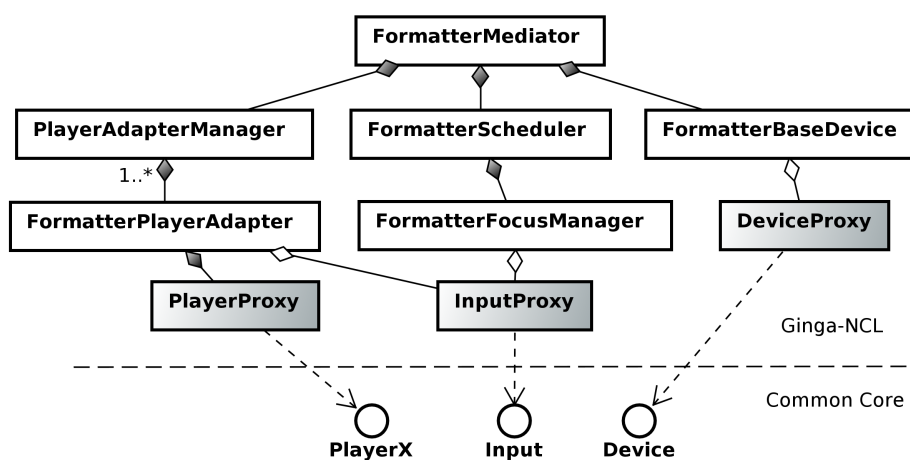 FormatterMediator
PlayerAdapterManager
FormatterScheduler
FormatterBaseDevice
1..*
FormatterPlayerAdapter
FormatterFocusManager
DeviceProxy
PlayerProxy
InputProxy
Ginga-NCL
Common Core
PlayerX
Input
Device